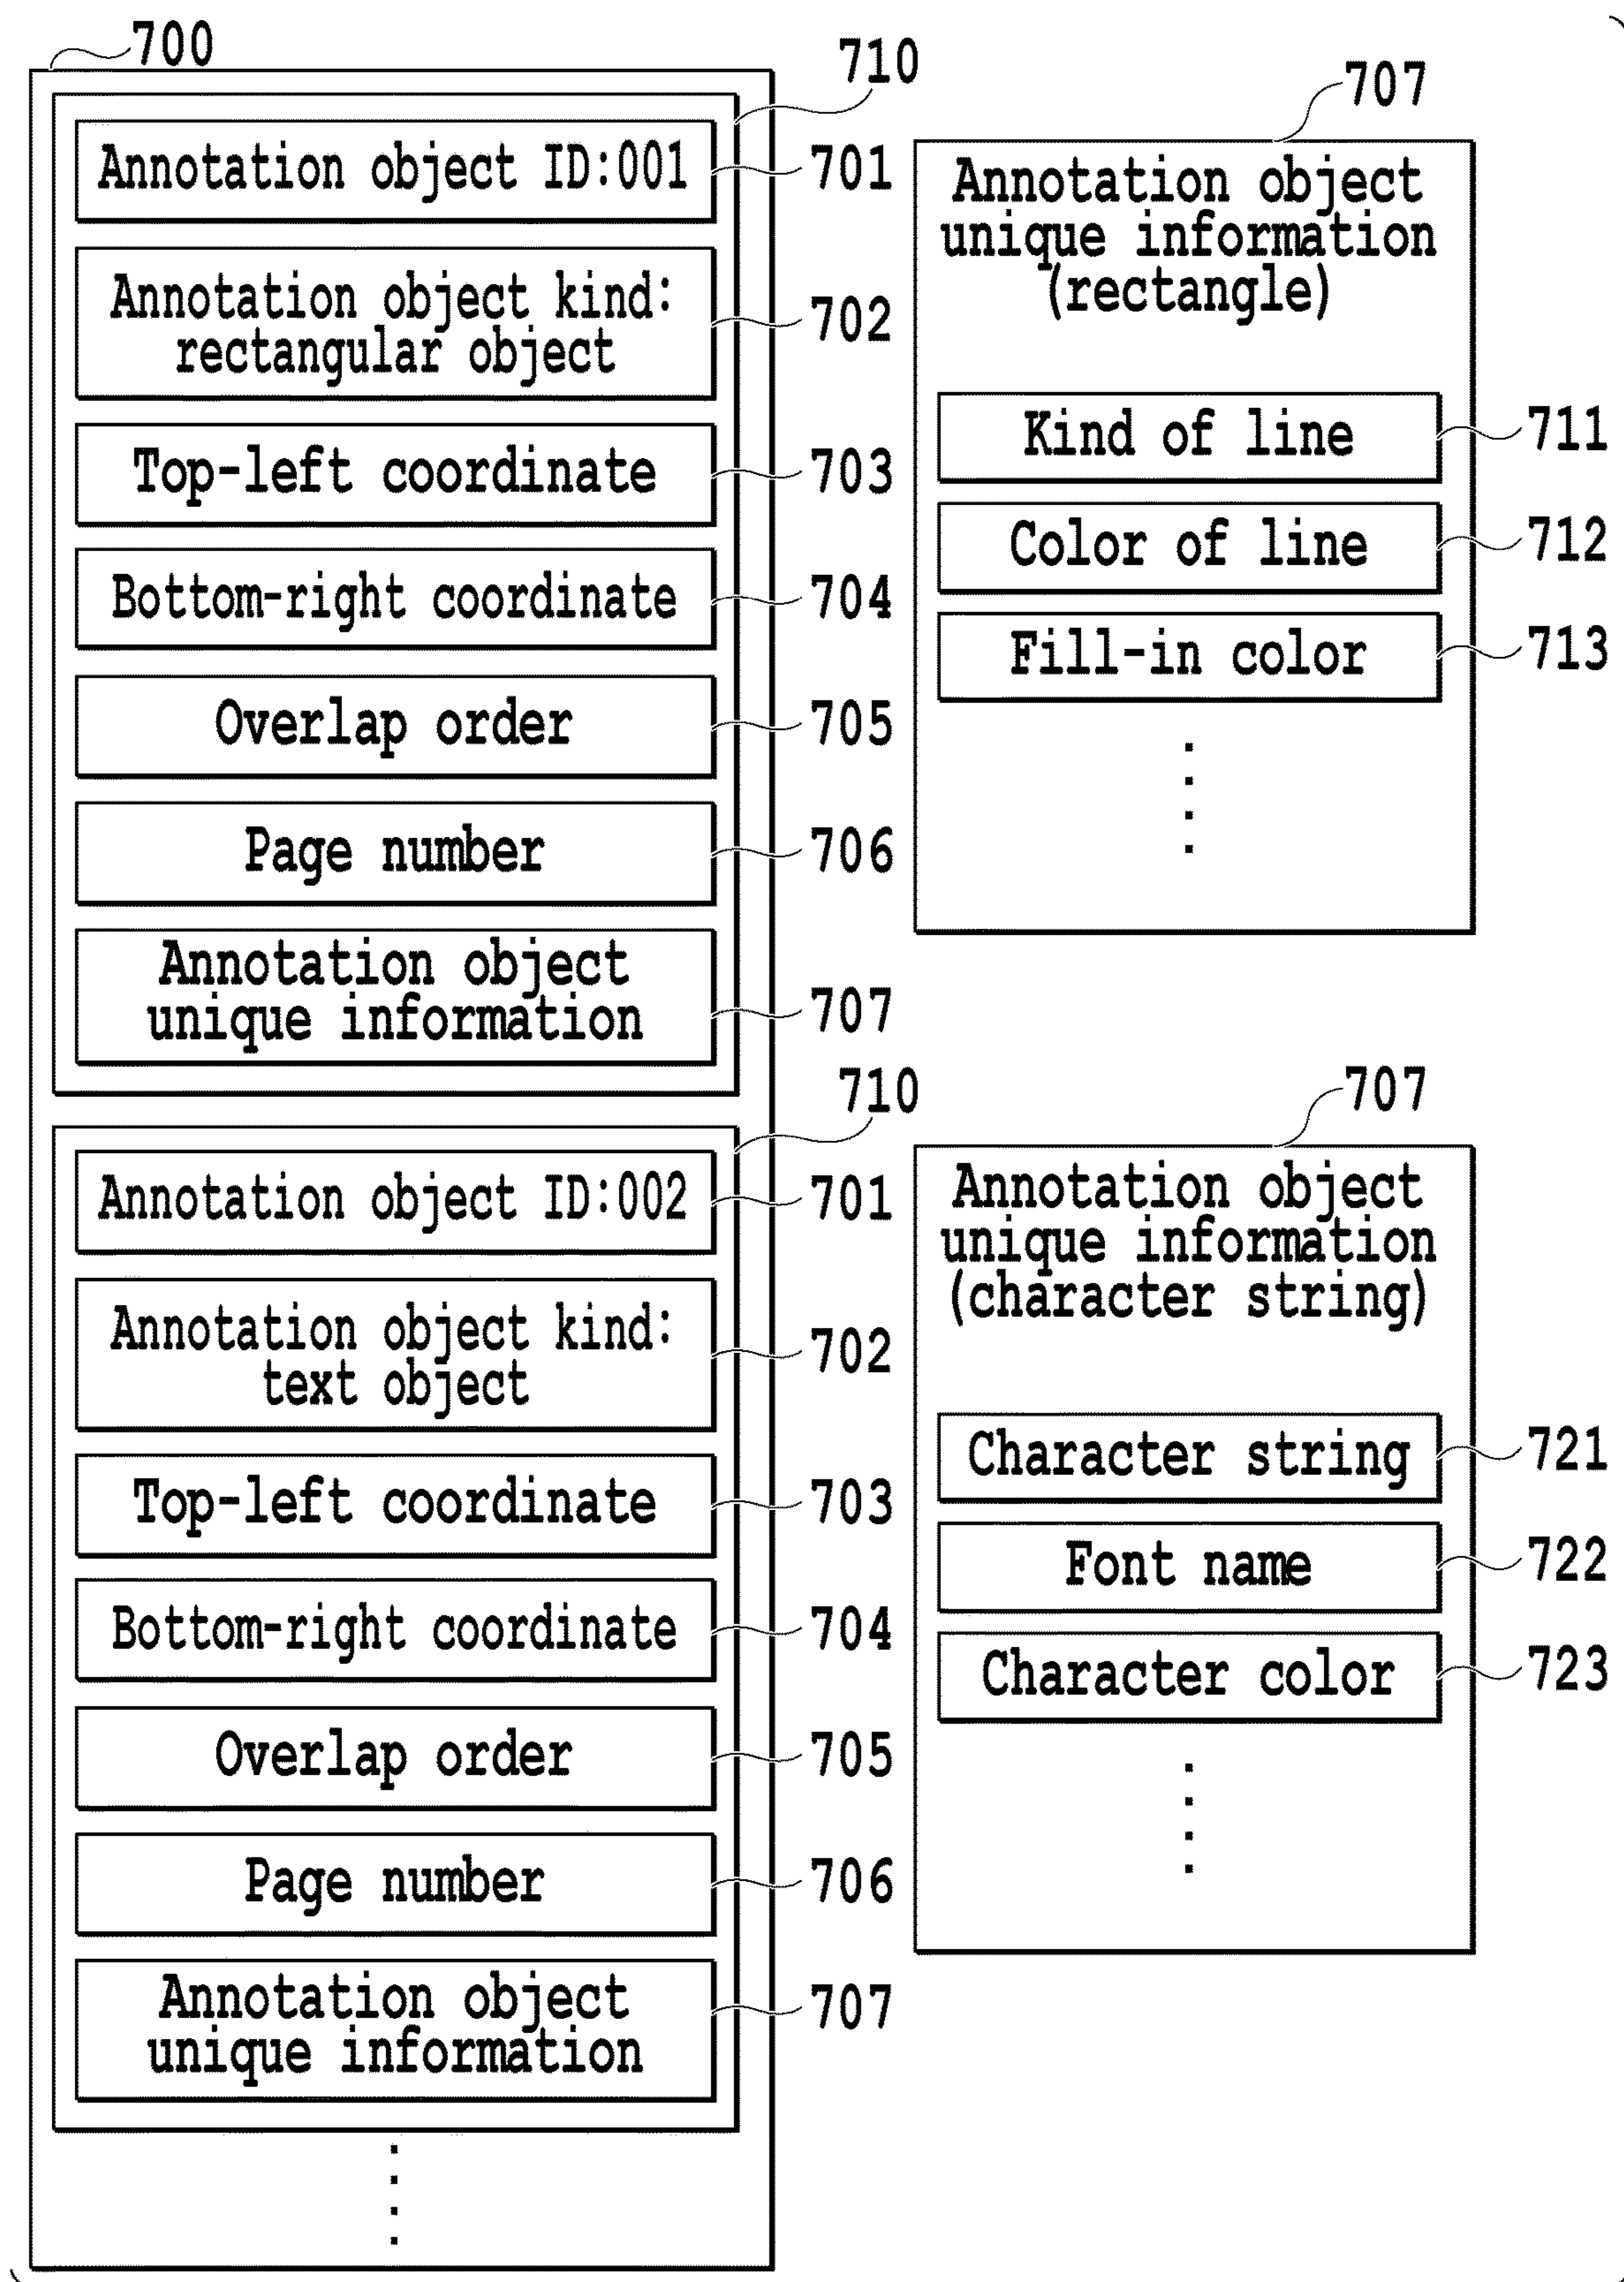 700
710
Annotation object ID:001
701
Annotation object kind:
rectangular object
702
Top-left coordinate
703
Bottom-right coordinate
704
Overlap order
705
Page number
706
Annotation object
unique information
707
710
Annotation object ID:002
701
Annotation object kind:
text object
702
Top-left coordinate
703
Bottom-right coordinate
704
Overlap order
705
Page number
706
Annotation object
unique information
707
707
Annotation object
unique information
(rectangle)
Kind of line
711
Color of line
712
Fill-in color
713
707
Annotation object
unique information
(character string)
Character string
721
Font name
722
Character color
723